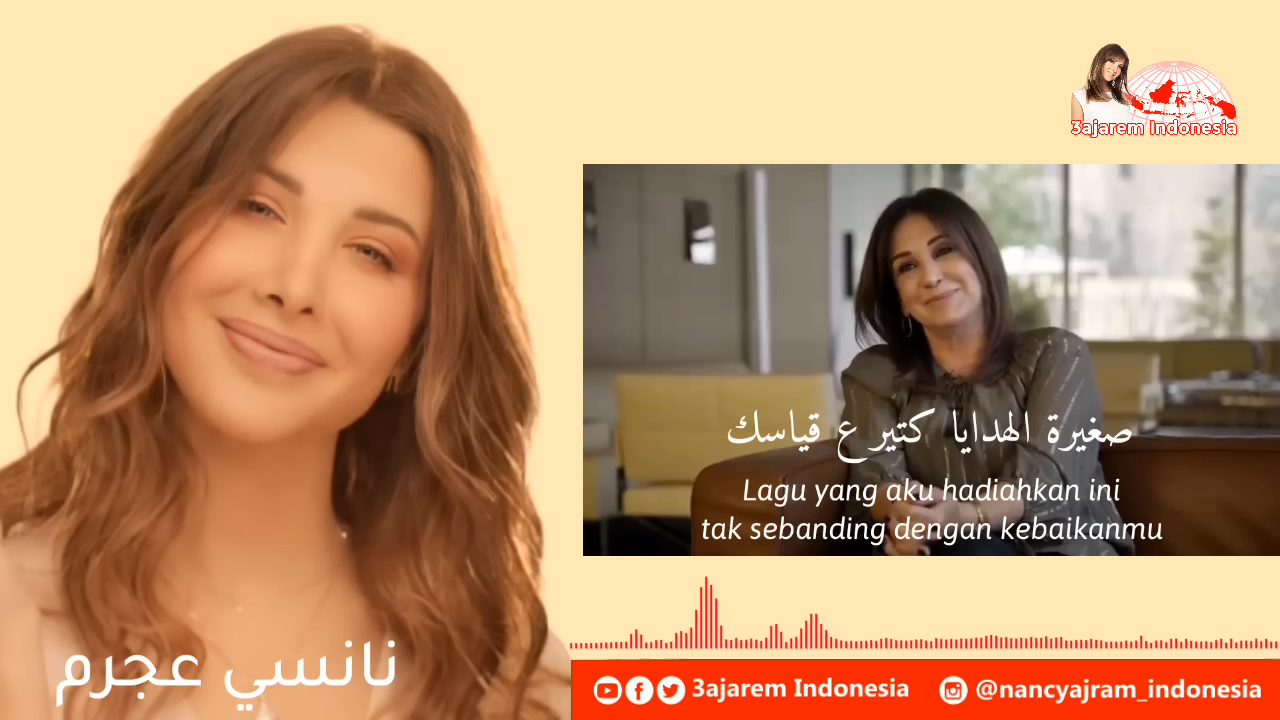 3ajarem Indonesia
صغيرة الهدايا كتير ع قياسك
Lagu yang aku hadiahkan ini
tak sebanding dengan kebaikanmu
نانسي عجرم
3ajarem Indonesia
@nancyajram_indonesia